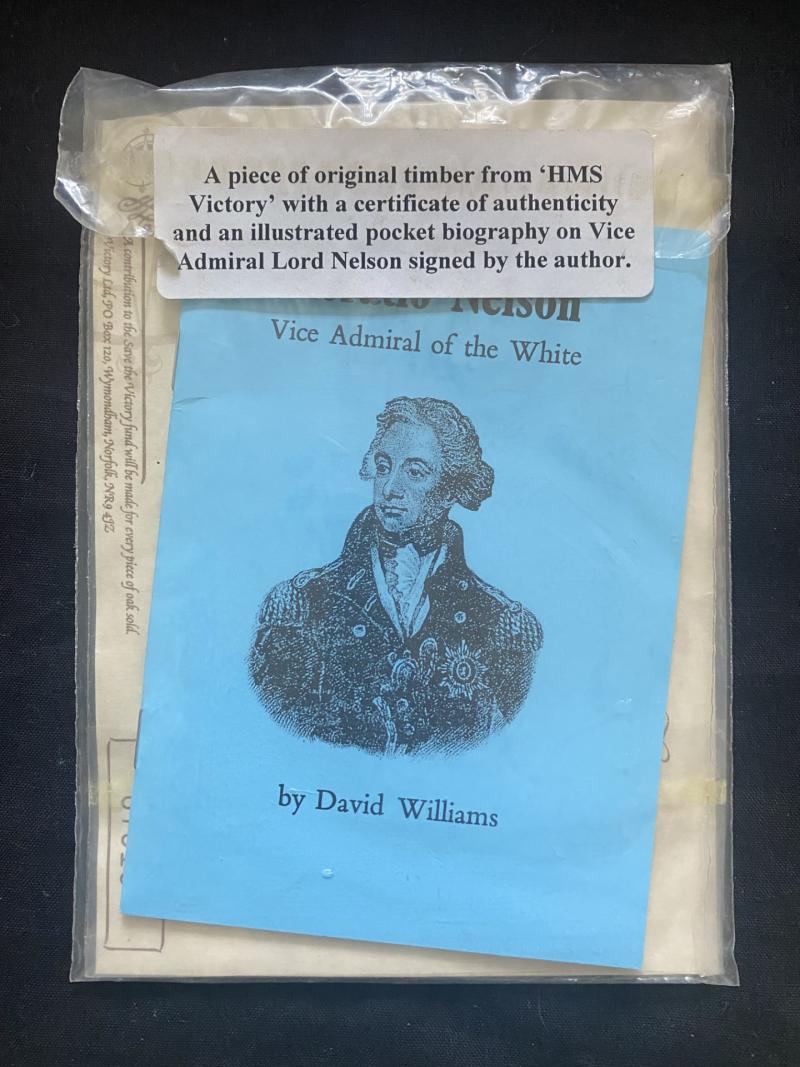 A piece of original timber from ‘HMS
Victory’ with a certificate of authenticity
and an illustrated pocket biography on Vice
Admiral Lord Nelson signed by the author.
Nelson
Vice Admiral of the White
by David Williams
A contribution to the Save the Victory fund will be made for every piece of oak sold.
Victory Ltd, PO Box 120, Wymondham, Norfolk, NR9 4JZ